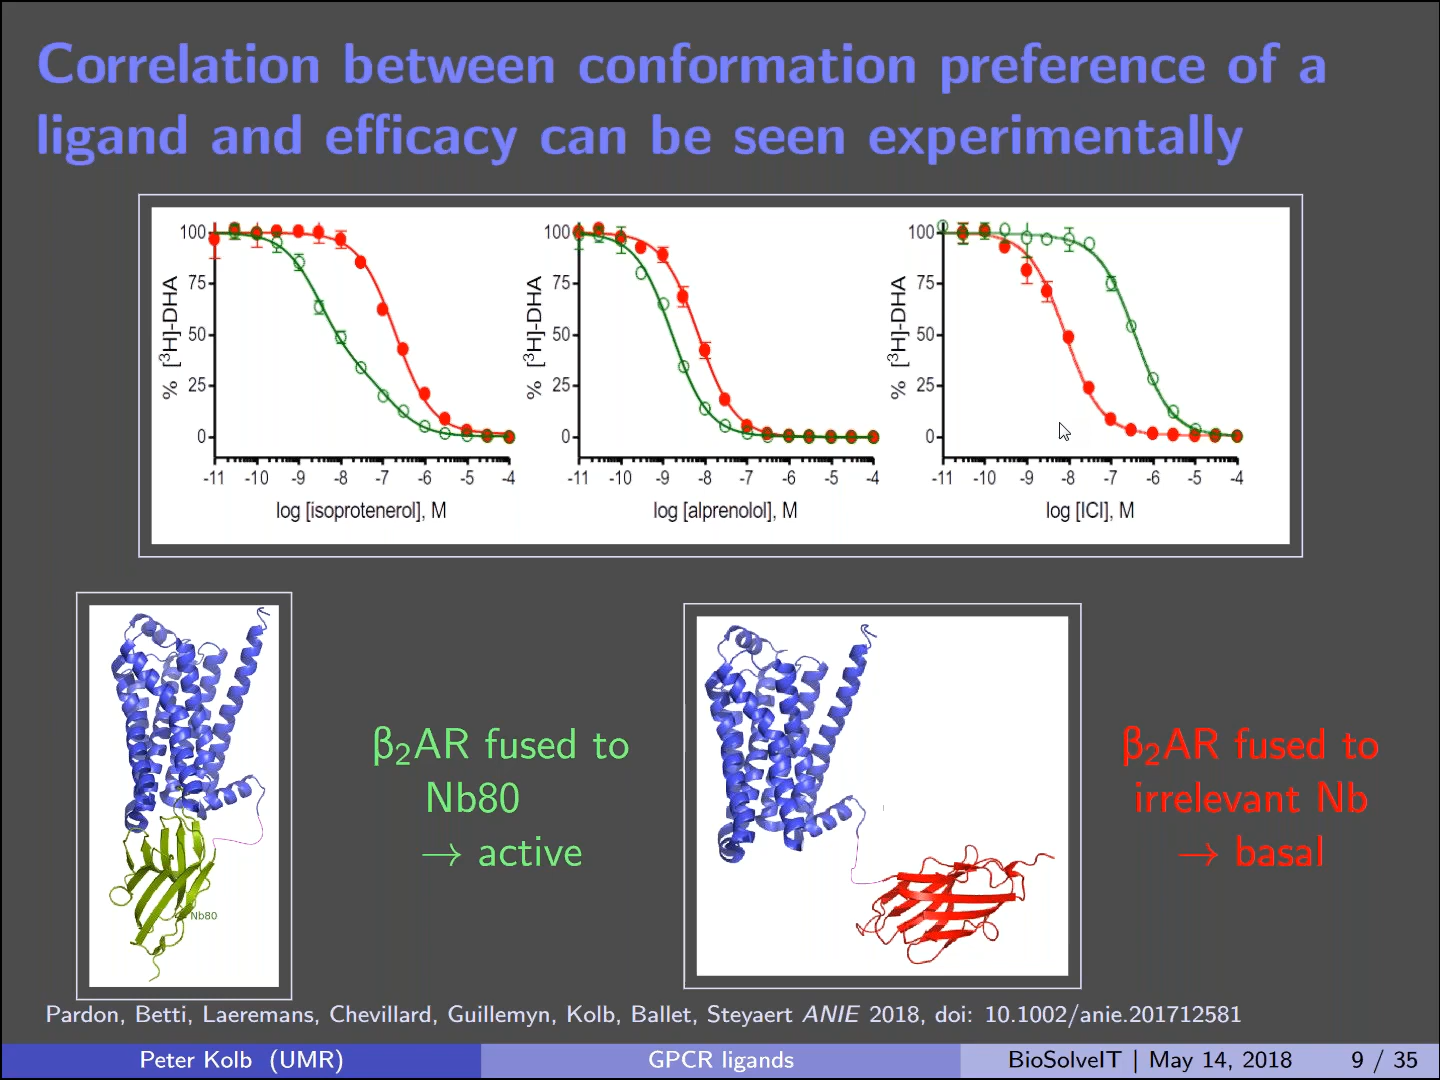 Correlation between conformation preference of a
ligand and efficacy can be seen experimentally
100
75
50
25
0
% [³H]-DHA
-11 -10 -9 -8 -7 -6 -5 -4
log [isoprotenerol], M
100
75
50
25
0
% [³H]-DHA
-11 -10 -9 -8 -7 -6 -5 -4
log [alprenolol], M
100
75
50
25
0
% [³H]-DHA
-11 -10 -9 -8 -7 -6 -5 -4
log [ICI], M
Nb80
β₂AR fused to
Nb80
→ active
β₂AR fused to
irrelevant Nb
→ basal
Pardon, Betti, Laeremans, Chevillard, Guillemyn, Kolb, Ballet, Steyaert ANIE 2018, doi: 10.1002/anie.201712581
Peter Kolb (UMR) GPCR ligands BioSolveIT | May 14, 2018 9 / 35